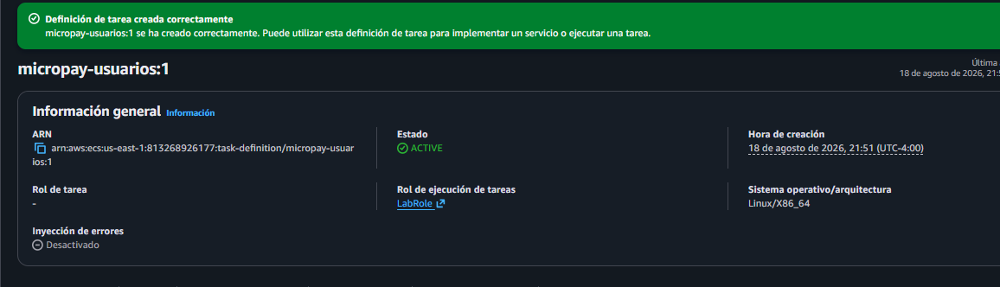 Definición de tarea creada correctamente
micropay-usuarios:1 se ha creado correctamente. Puede utilizar esta definición de tarea para implementar un servicio o ejecutar una tarea.
micropay-usuarios:1
Última
18 de agosto de 2026, 21:5
Información general Información
ARN
arn:aws:ecs:us-east-1:813268926177:task-definition/micropay-usuar
ios:1
Estado
ACTIVE
Hora de creación
18 de agosto de 2026, 21:51 (UTC-4:00)
Rol de tarea
-
Rol de ejecución de tareas
LabRole
Sistema operativo/arquitectura
Linux/X86_64
Inyección de errores
Desactivado